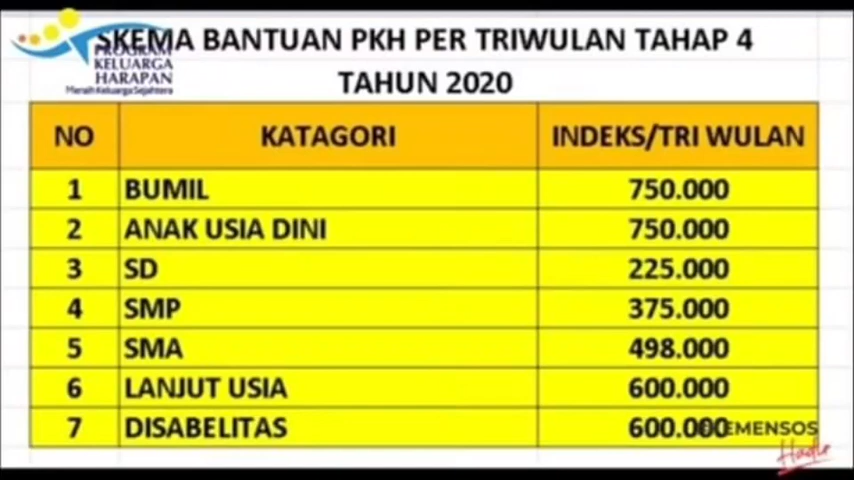 SKEMA BANTUAN PKH PER TRIWULAN TAHAP 4
TAHUN 2020
PROGRAM
KELUARGA
HARAPAN
Meraih Keluarga Sejahtera
NO KATAGORI INDEKS/TRI WULAN
1 BUMIL 750.000
2 ANAK USIA DINI 750.000
3 SD 225.000
4 SMP 375.000
5 SMA 498.000
6 LANJUT USIA 600.000
7 DISABELITAS 600.000
KEMENSOS
Hadir